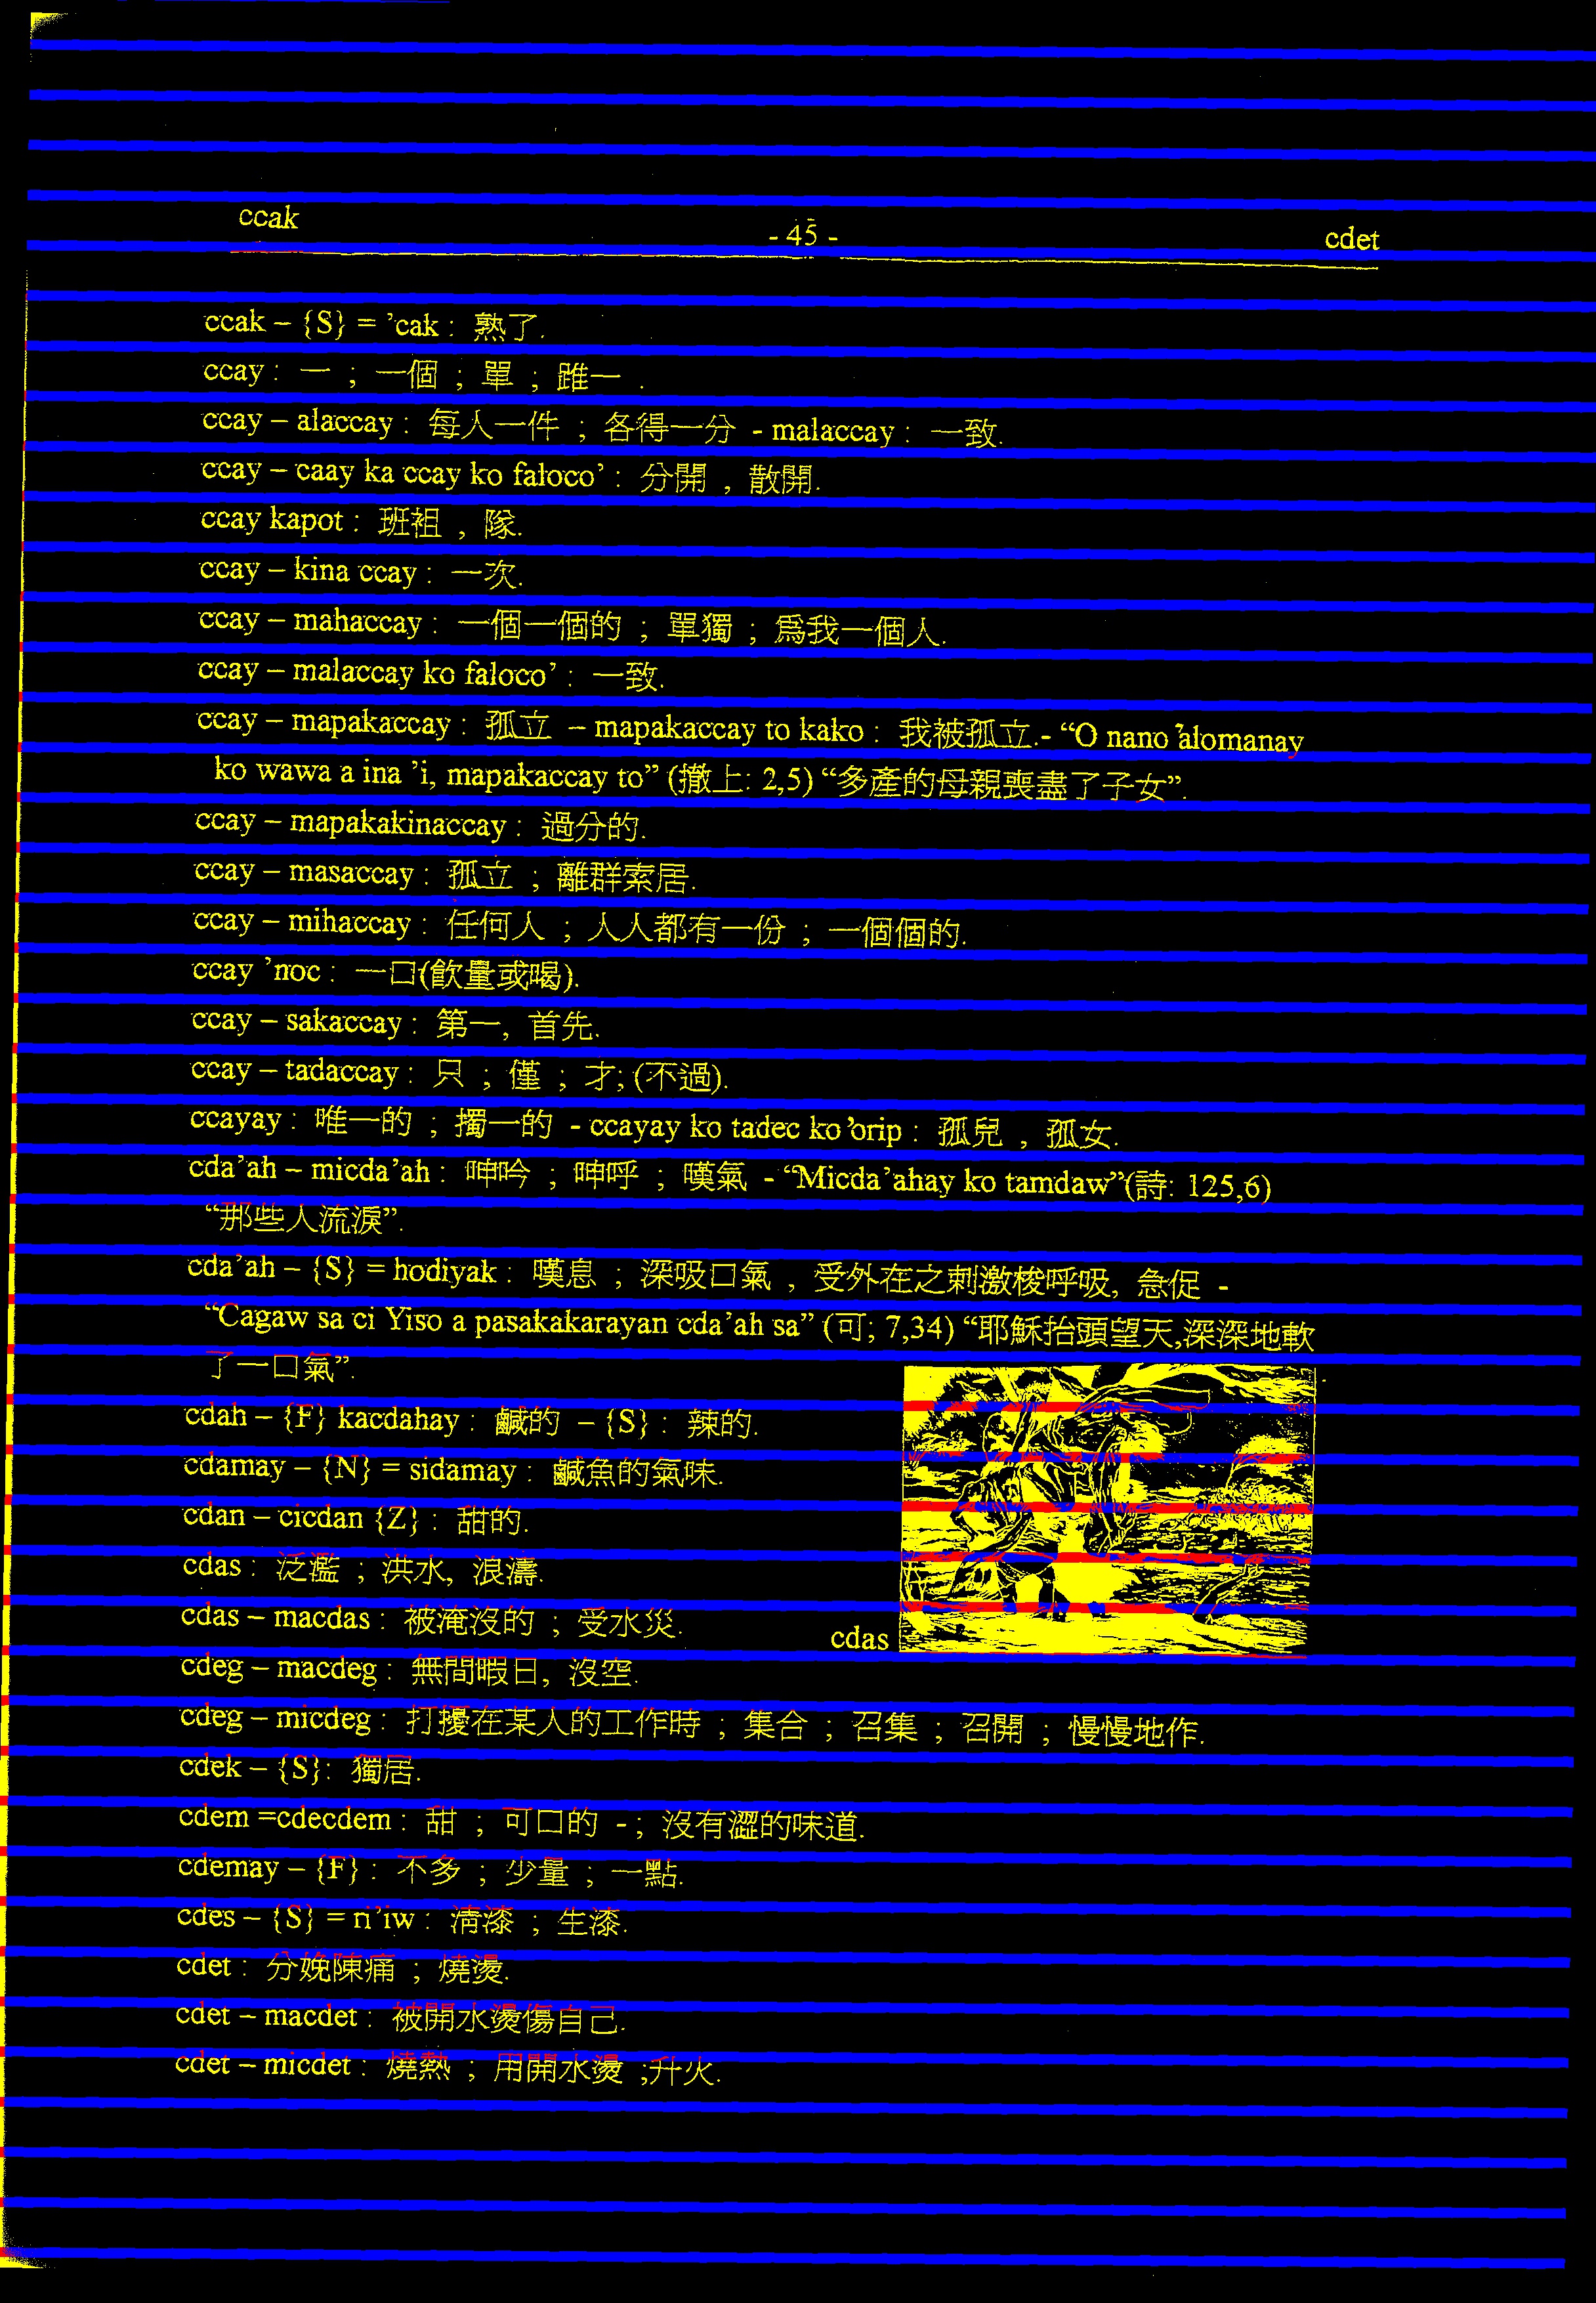 ccak
- 45 -
cdet
ccak – {S} = ’cak : 熟了.
ccay : 一 ; 一個 ; 單 ; 雖一 .
ccay – alaccay : 每人一件 ; 各得一分 - malaccay : 一致.
ccay – caay ka ccay ko faloco’ : 分開 , 散開.
ccay kapot : 班祖 , 隊.
ccay – kina ccay : 一次.
ccay – mahaccay : 一個一個的 ; 單獨 ; 爲我一個人.
ccay – malaccay ko faloco’ : 一致.
ccay – mapakaccay : 孤立 – mapakaccay to kako : 我被孤立.- “O nano ’alomanay
ko wawa a ina ’i, mapakaccay to” (撒上: 2,5) “多產的母親喪盡了子女”.
ccay – mapakakinaccay : 過分的.
ccay – masaccay : 孤立 ; 離群索居.
ccay – mihaccay : 任何人 ; 人人都有一份 ; 一個個的.
ccay ’noc : 一口(飲量或喝).
ccay – sakaccay : 第一, 首先.
ccay – tadaccay : 只 ; 僅 ; 才; (不過).
ccayay : 唯一的 ; 獨一的 - ccayay ko tadec ko ’orip : 孤兒 , 孤女.
cda’ah – micda’ah : 呻吟 ; 呻呼 ; 嘆氣 - “Micda’ahay ko tamdaw”(詩: 125,6)
“那些人流淚”.
cda’ah – {S} = hodiyak : 嘆息 ; 深吸口氣 , 受外在之刺激梭呼吸, 急促 -
“Cagaw sa ci Yiso a pasakakarayan cda’ah sa” (可; 7,34) “耶穌抬頭望天,深深地軟
了一口氣”.
cdah – {F} kacdahay : 鹹的 – {S} : 辣的.
cdamay – {N} = sidamay : 鹹魚的氣味.
cdan – cicdan {Z} : 甜的.
cdas : 泛濫 ; 洪水, 浪濤.
cdas – macdas : 被淹沒的 ; 受水災.
cdas
cdeg – macdeg : 無間暇日, 沒空.
cdeg – micdeg : 打擾在某人的工作時 ; 集合 ; 召集 ; 召開 ; 慢慢地作.
cdek – {S}: 獨居.
cdem =cdecdem : 甜 ; 可口的 -; 沒有澀的味道.
cdemay – {F} : 不多 ; 少量 ; 一點.
cdes – {S} = ri’iw : 清漆 ; 生漆.
cdet : 分娩陳痛 ; 燒燙.
cdet – macdet : 被開水燙傷自己.
cdet – micdet : 燒熱 ; 用開水燙 ;升火.